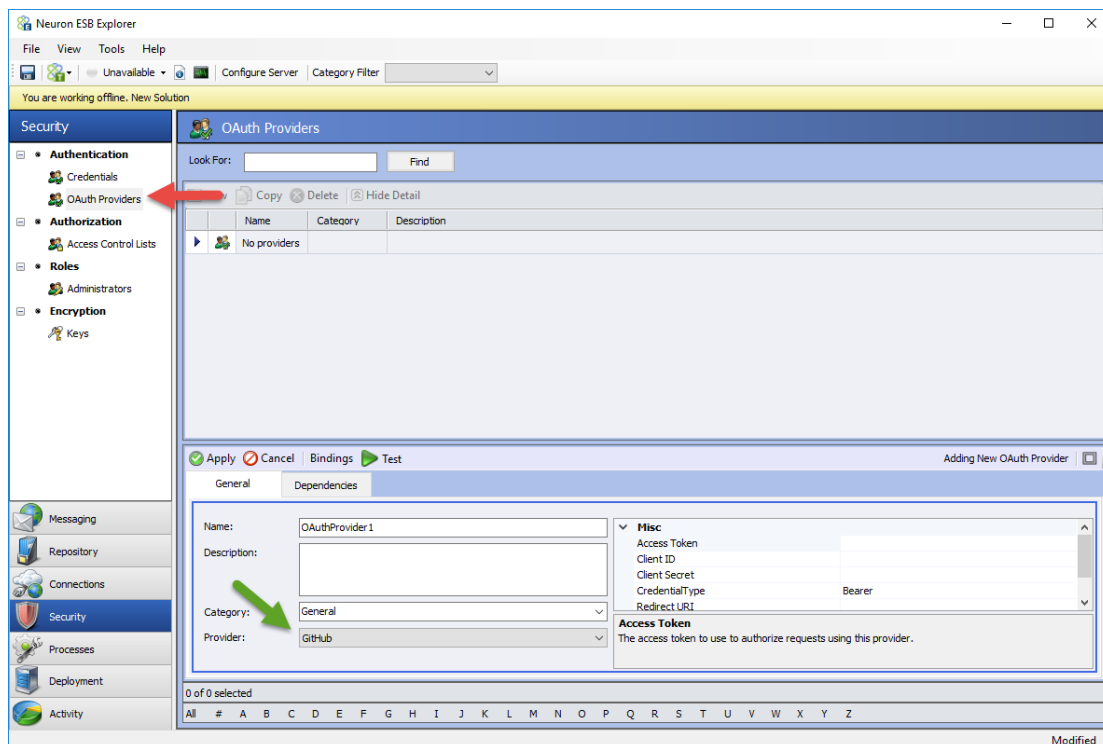 Neuron ESB Explorer
File View Tools Help
Unavailable Configure Server Category Filter
You are working offline. New Solution
Security
Authentication
Credentials
OAuth Providers
Authorization
Access Control Lists
Roles
Administrators
Encryption
Keys
Messaging
Repository
Connections
Security
Processes
Deployment
Activity
OAuth Providers
Look For: Find
Copy Delete Hide Detail
Name Category Description
No providers
Apply Cancel Bindings Test Adding New OAuth Provider
General Dependencies
Name: OAuthProvider1
Description:
Category: General
Provider: GitHub
Misc
Access Token
Client ID
Client Secret
CredentialType Bearer
Redirect URI
Access Token
The access token to use to authorize requests using this provider.
0 of 0 selected
All # A B C D E F G H I J K L M N O P Q R S T U V W X Y Z
Modified